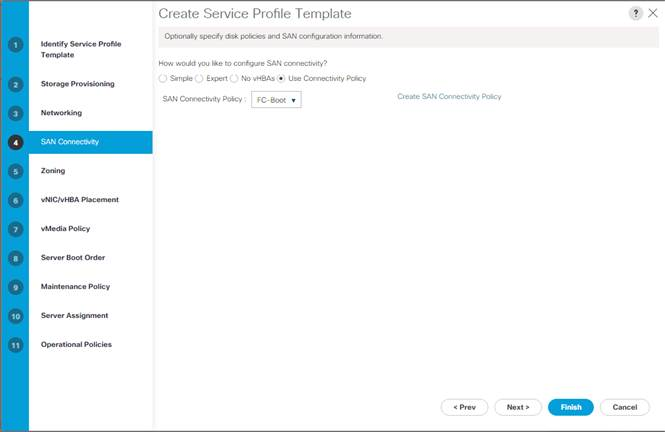 Create Service Profile Template
?
Optionally specify disk policies and SAN configuration information.
1 Identify Service Profile
Template
2 Storage Provisioning
3 Networking
4 SAN Connectivity
5 Zoning
6 vNIC/vHBA Placement
7 vMedia Policy
8 Server Boot Order
9 Maintenance Policy
10 Server Assignment
11 Operational Policies
How would you like to configure SAN connectivity?
Simple Expert No vHBAs Use Connectivity Policy
SAN Connectivity Policy : FC-Boot Create SAN Connectivity Policy
< Prev Next > Finish Cancel